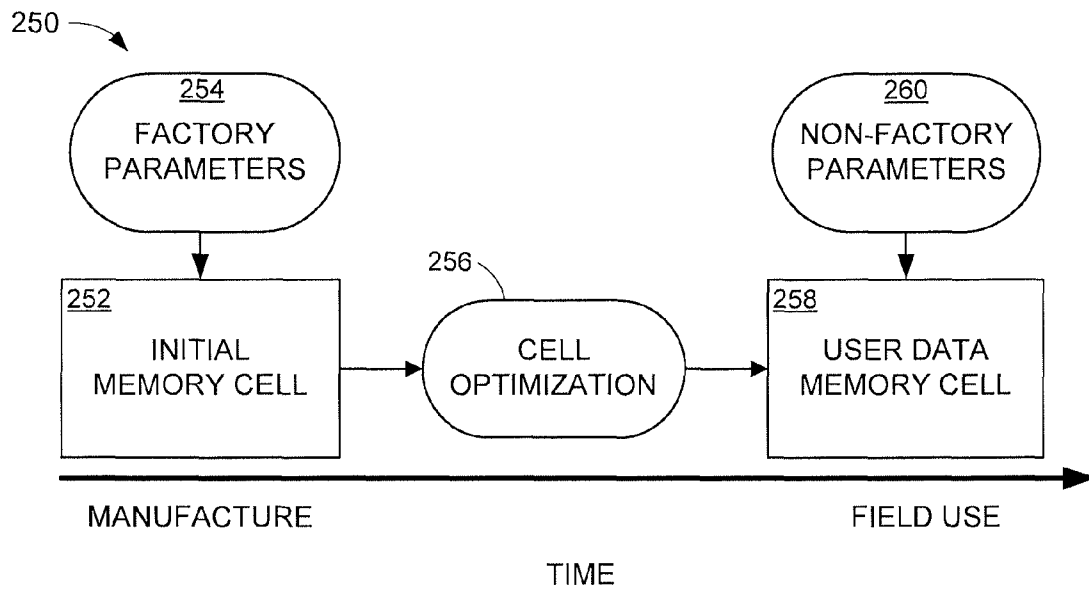 250
254
FACTORY
PARAMETERS
260
NON-FACTORY
PARAMETERS
256
252
INITIAL
MEMORY CELL
CELL
OPTIMIZATION
258
USER DATA
MEMORY CELL
MANUFACTURE
FIELD USE
TIME